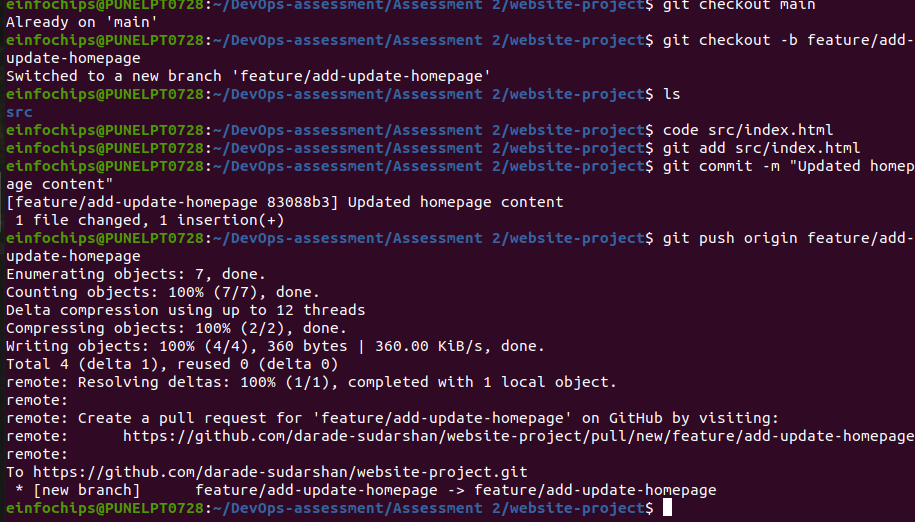 einfochips@PUNELPT0728:~/DevOps-assessment/Assessment 2/website-project$ git checkout main
Already on 'main'
einfochips@PUNELPT0728:~/DevOps-assessment/Assessment 2/website-project$ git checkout -b feature/add-
update-homepage
Switched to a new branch 'feature/add-update-homepage'
einfochips@PUNELPT0728:~/DevOps-assessment/Assessment 2/website-project$ ls
src
einfochips@PUNELPT0728:~/DevOps-assessment/Assessment 2/website-project$ code src/index.html
einfochips@PUNELPT0728:~/DevOps-assessment/Assessment 2/website-project$ git add src/index.html
einfochips@PUNELPT0728:~/DevOps-assessment/Assessment 2/website-project$ git commit -m "Updated homep
age content"
[feature/add-update-homepage 83088b3] Updated homepage content
 1 file changed, 1 insertion(+)
einfochips@PUNELPT0728:~/DevOps-assessment/Assessment 2/website-project$ git push origin feature/add-
update-homepage
Enumerating objects: 7, done.
Counting objects: 100% (7/7), done.
Delta compression using up to 12 threads
Compressing objects: 100% (2/2), done.
Writing objects: 100% (4/4), 360 bytes | 360.00 KiB/s, done.
Total 4 (delta 1), reused 0 (delta 0)
remote: Resolving deltas: 100% (1/1), completed with 1 local object.
remote:
remote: Create a pull request for 'feature/add-update-homepage' on GitHub by visiting:
remote:      https://github.com/darade-sudarshan/website-project/pull/new/feature/add-update-homepage
remote:
To https://github.com/darade-sudarshan/website-project.git
 * [new branch]      feature/add-update-homepage -> feature/add-update-homepage
einfochips@PUNELPT0728:~/DevOps-assessment/Assessment 2/website-project$